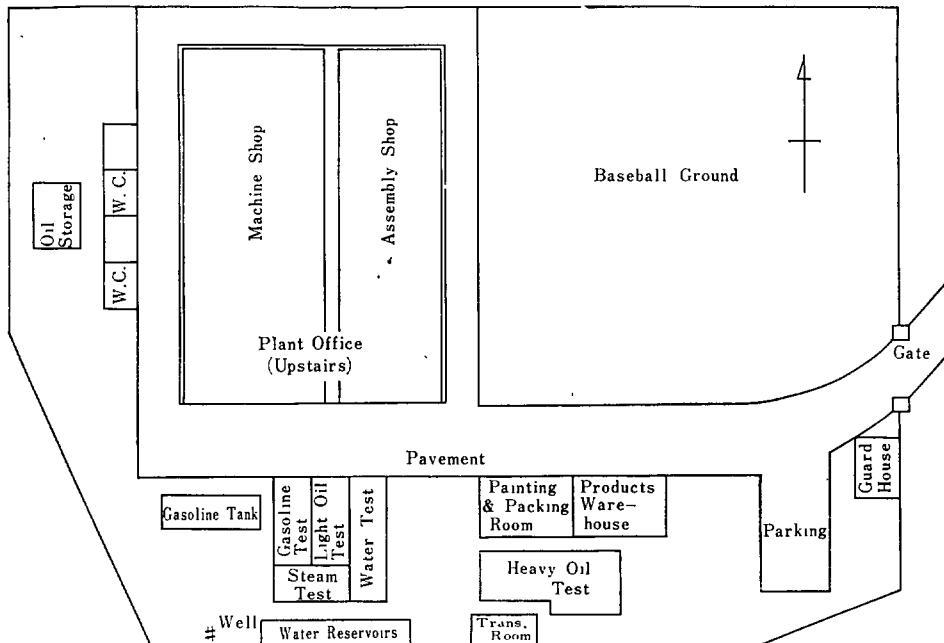 Machine Shop
Assembly Shop
Baseball Ground
W. C.
Oil
Storage
W.C.
Plant Office
(Upstairs)
Gate
Pavement
Guard
House
Gasoline Tank
Gasoline
Test
Light Oil
Test
Water Test
Steam
Test
Painting
& Packing
Room
Products
Ware-
house
Parking
Heavy Oil
Test
Well
Water Reservoirs
Trans.
Room